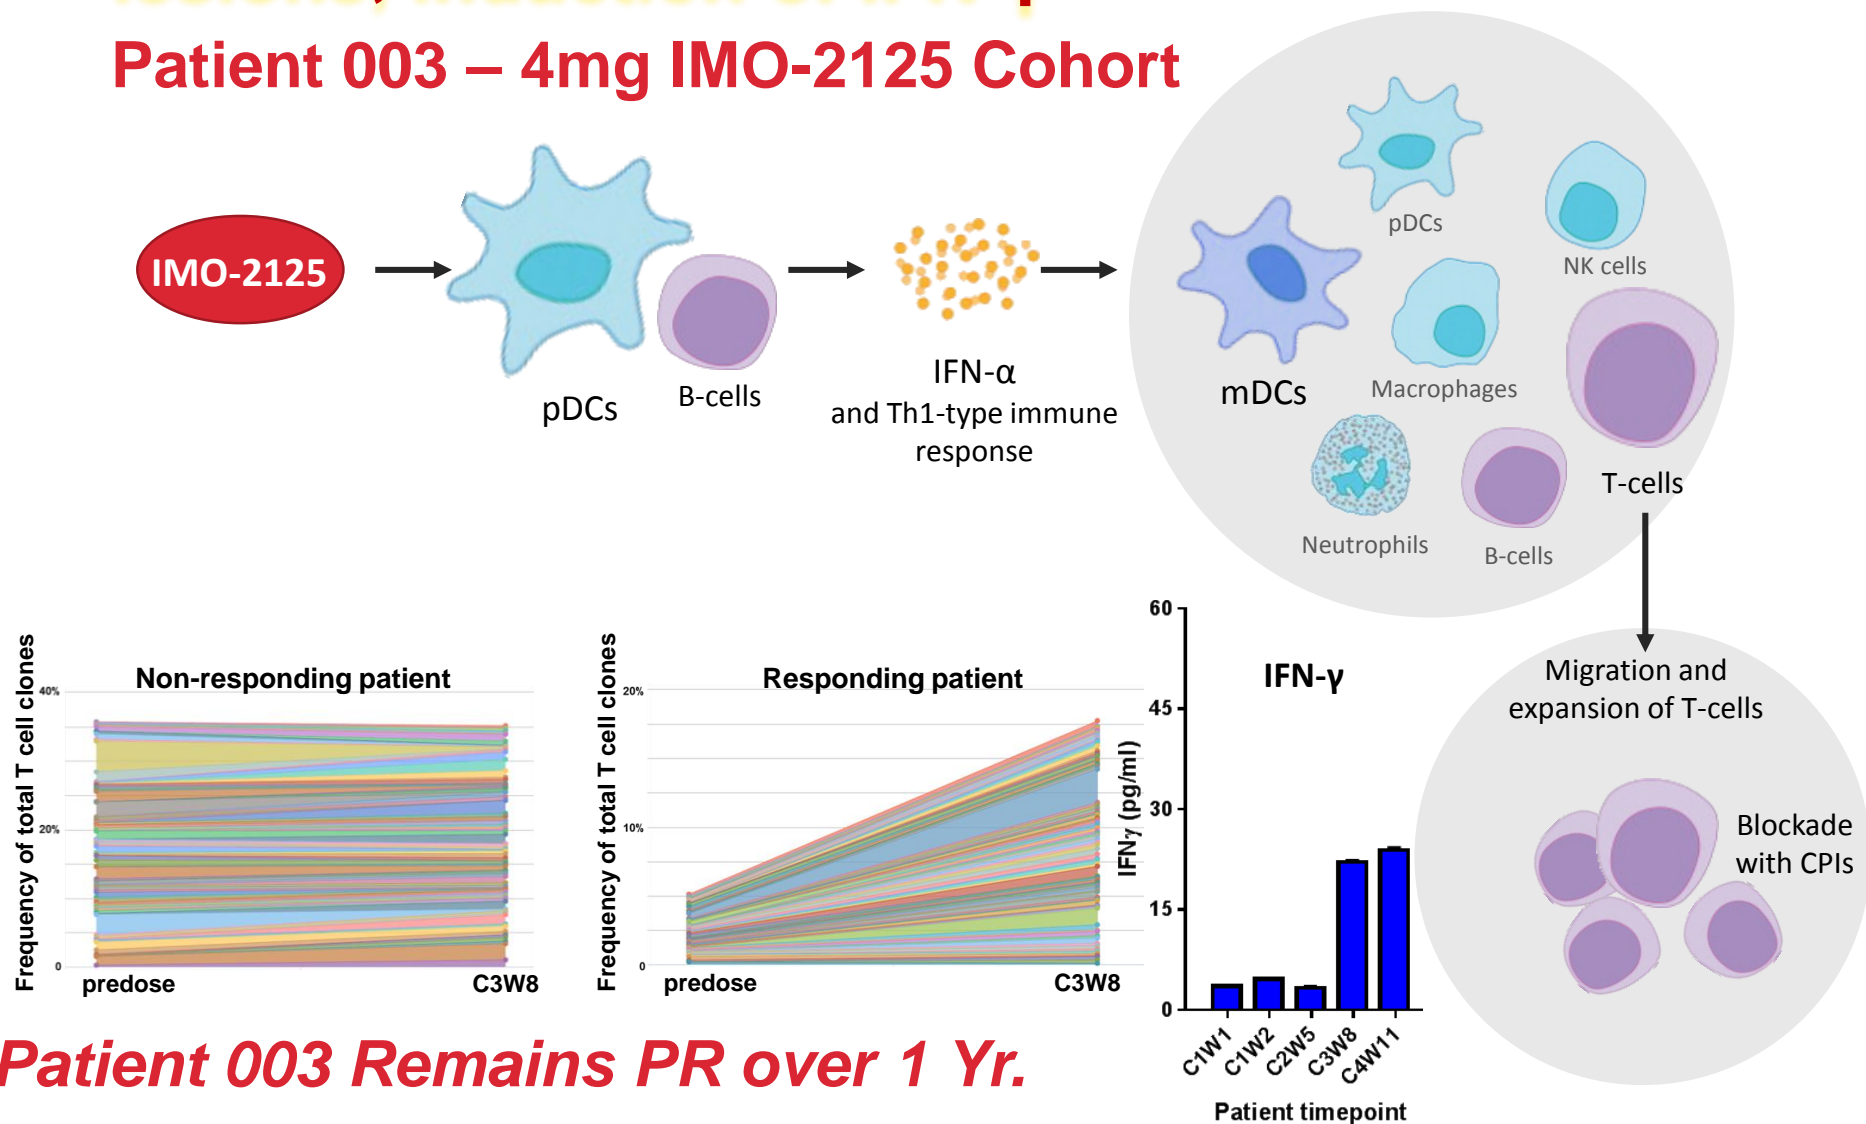 Patient 003 – 4mg IMO-2125 Cohort
IMO-2125
pDCs
B-cells
IFN-α
and Th1-type immune
response
pDCs
NK cells
mDCs
Macrophages
T-cells
Neutrophils
B-cells
Migration and
expansion of T-cells
Blockade
with CPIs
Non-responding patient
Frequency of total T cell clones
40%
20%
0
predose
C3W8
Responding patient
Frequency of total T cell clones
20%
10%
0
predose
C3W8
IFN-γ
IFNγ (pg/ml)
60
45
30
15
0
C1W1
C1W2
C2W5
C3W8
C4W11
Patient timepoint
Patient 003 Remains PR over 1 Yr.